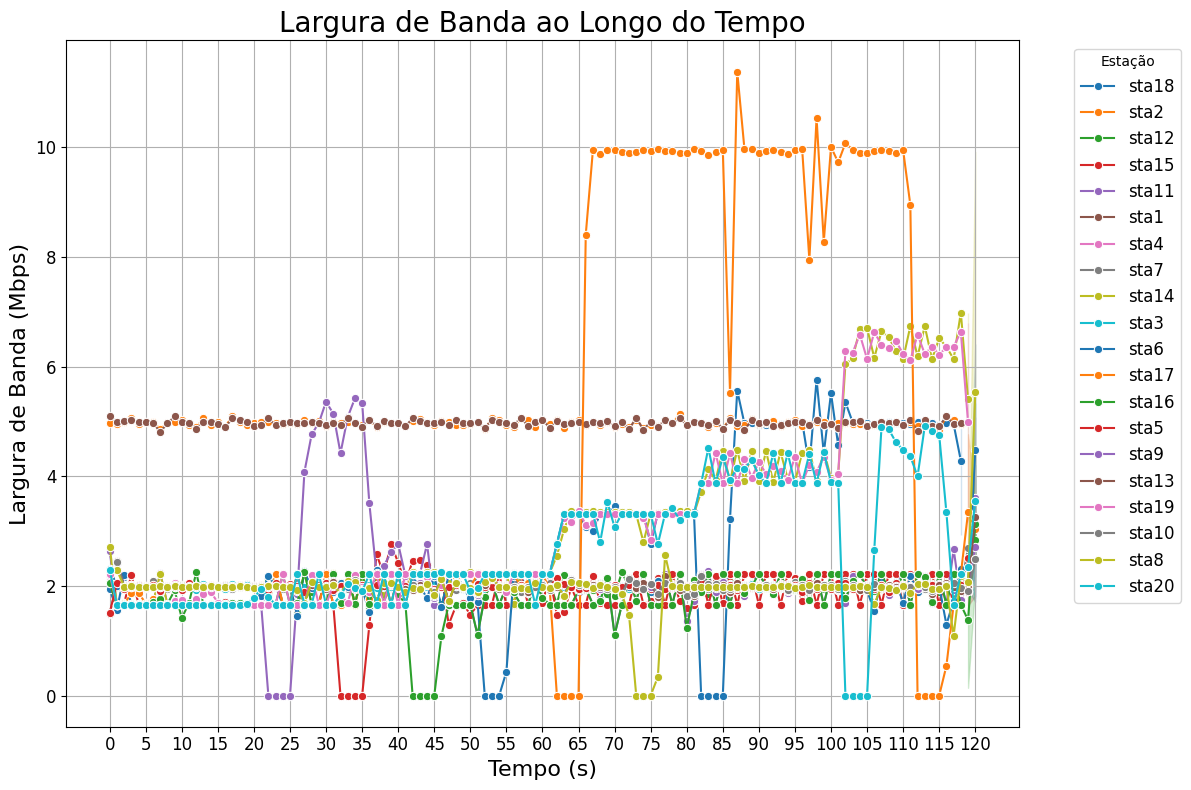 Largura de Banda ao Longo do Tempo
Largura de Banda (Mbps)
10
8
6
4
2
0
0 5 10 15 20 25 30 35 40 45 50 55 60 65 70 75 80 85 90 95 100 105 110 115 120
Tempo (s)
Estação
sta18
sta2
sta12
sta15
sta11
sta1
sta4
sta7
sta14
sta3
sta6
sta17
sta16
sta5
sta9
sta13
sta19
sta10
sta8
sta20